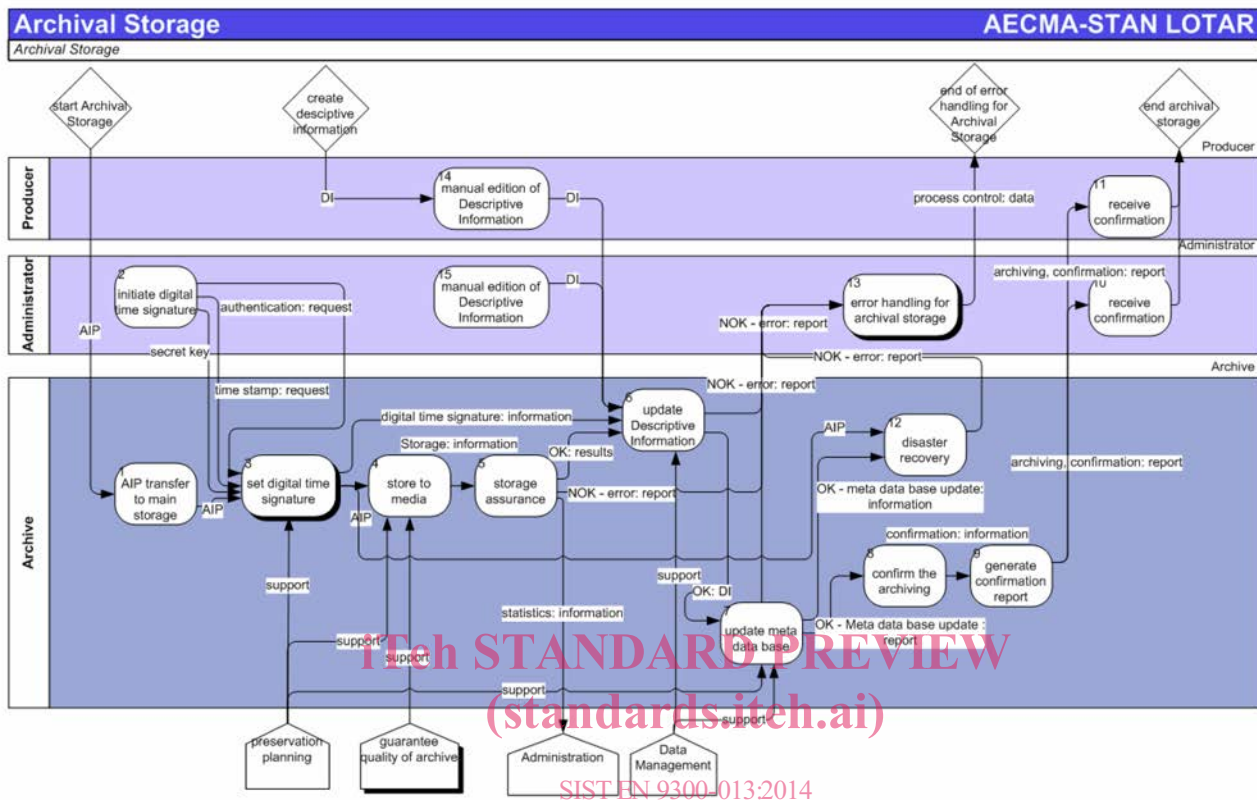 Archival Storage
AECMA-STAN LOTAR
Archival Storage
start Archival
Storage
create
desciptive
information
end of error
handling for
Archival
Storage
end archival
storage
Producer
Producer
14
manual edition of
Descriptive
Information
DI
DI
process control: data
11
receive
confirmation
Administrator
Administrator
2
initiate digital
time signature
authentication: request
15
manual edition of
Descriptive
Information
DI
13
error handling for
archival storage
archiving, confirmation: report
10
receive
confirmation
AIP
secret key
NOK - error: report
NOK - error: report
Archive
Archive
time stamp: request
NOK - error: report
digital time signature: information
6
update
Descriptive
Information
AIP
12
disaster
recovery
Storage: information
OK: results
1
AIP transfer
to main
storage
AIP
3
set digital time
signature
AIP
4
store to
media
5
storage
assurance
NOK - error: report
archiving, confirmation: report
OK - meta data base update:
information
confirmation: information
8
confirm the
archiving
9
generate
confirmation
report
support
support
OK: DI
statistics: information
7
update meta
data base
OK - Meta data base update :
report
support
support
support
support
iTeh STANDARD PREVIEW
(standards.iteh.ai)
preservation
planning
guarantee
quality of archive
Administration
Data
Management
SIST EN 9300-013:2014